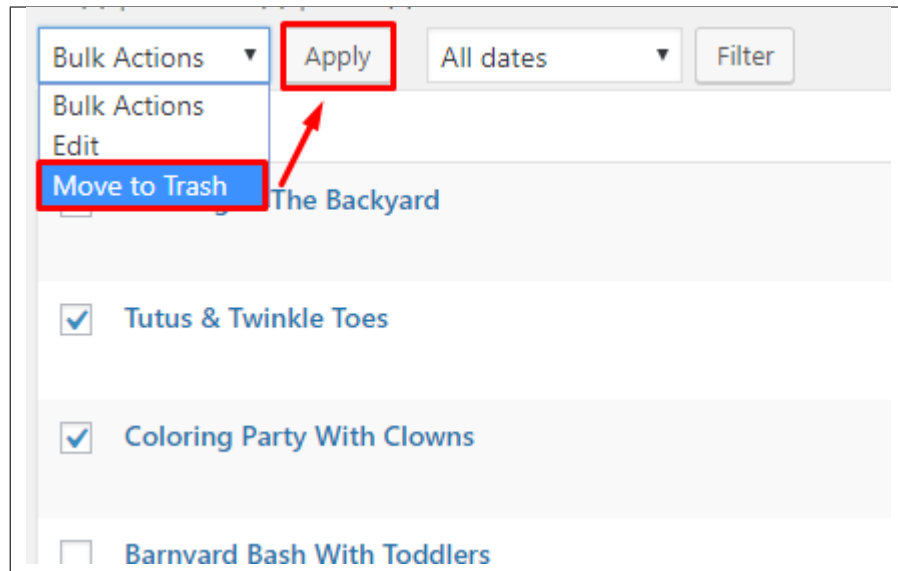 Bulk Actions Apply All dates Filter
Bulk Actions
Edit
Move to Trash
The Backyard
Tutus & Twinkle Toes
Coloring Party With Clowns
Barnyard Bash With Toddlers